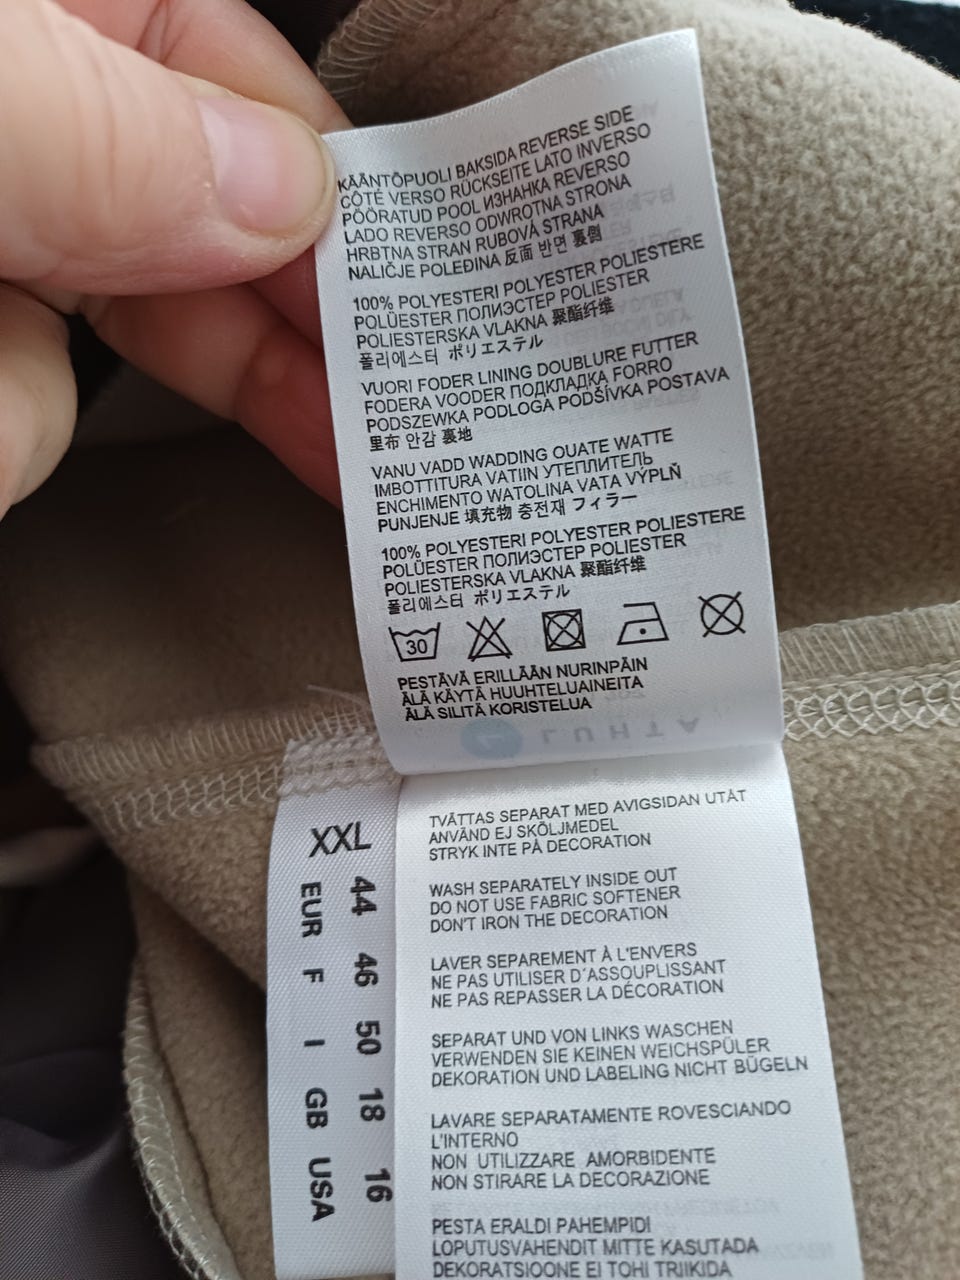 KÄÄNTÖPUOLI BAKSIDA REVERSE SIDE
CÔTÉ VERSO RÜCKSEITE LATO INVERSO
PÖÖRATUD POOL ИЗНАНКА REVERSO
LADO REVERSO ODWROTNA STRONA
HRBTNA STRAN RUBOVÁ STRANA
NALIČJE POLEĐINA 反面 반면 裏側
100% POLYESTERI POLYESTER POLIESTERE
POLÜESTER ПОЛИЭСТЕР POLIESTER
POLIESTERSKA VLAKNA 聚酯纤维
폴리에스터 ポリエステル
VUORI FODER LINING DOUBLURE FUTTER
FODERA VOODER ПОДКЛАДКА FORRO
PODSZEWKA PODLOGA PODŠÍVKA POSTAVA
里布 안감 裏地
VANU VADD WADDING OUATE WATTE
IMBOTTITURA VATIIN УТЕПЛИТЕЛЬ
ENCHIMENTO WATOLINA VATA VÝPLŇ
PUNJENJE 填充物 충전재 フィラー
100% POLYESTERI POLYESTER POLIESTERE
POLÜESTER ПОЛИЭСТЕР POLIESTER
POLIESTERSKA VLAKNA 聚酯纤维
폴리에스터 ポリエステル
30
PESTÄVÄ ERILLÄÄN NURINPÄIN
ÄLÄ KÄYTÄ HUUHTELUAINEITA
ÄLÄ SILITÄ KORISTELUA
LUHTA
TVÄTTAS SEPARAT MED AVIGSIDAN UTÅT
ANVÄND EJ SKÖLJMEDEL
STRYK INTE PÅ DECORATION
WASH SEPARATELY INSIDE OUT
DO NOT USE FABRIC SOFTENER
DON'T IRON THE DECORATION
LAVER SEPAREMENT À L'ENVERS
NE PAS UTILISER D´ASSOUPLISSANT
NE PAS REPASSER LA DÉCORATION
SEPARAT UND VON LINKS WASCHEN
VERWENDEN SIE KEINEN WEICHSPÜLER
DEKORATION UND LABELING NICHT BÜGELN
LAVARE SEPARATAMENTE ROVESCIANDO
L'INTERNO
NON UTILIZZARE AMORBIDENTE
NON STIRARE LA DECORAZIONE
PESTA ERALDI PAHEMPIDI
LOPUTUSVAHENDIT MITTE KASUTADA
DEKORATSIOONE EI TOHI TRIIKIDA
XXL
EUR 44
F 46
I 50
GB 18
USA 16